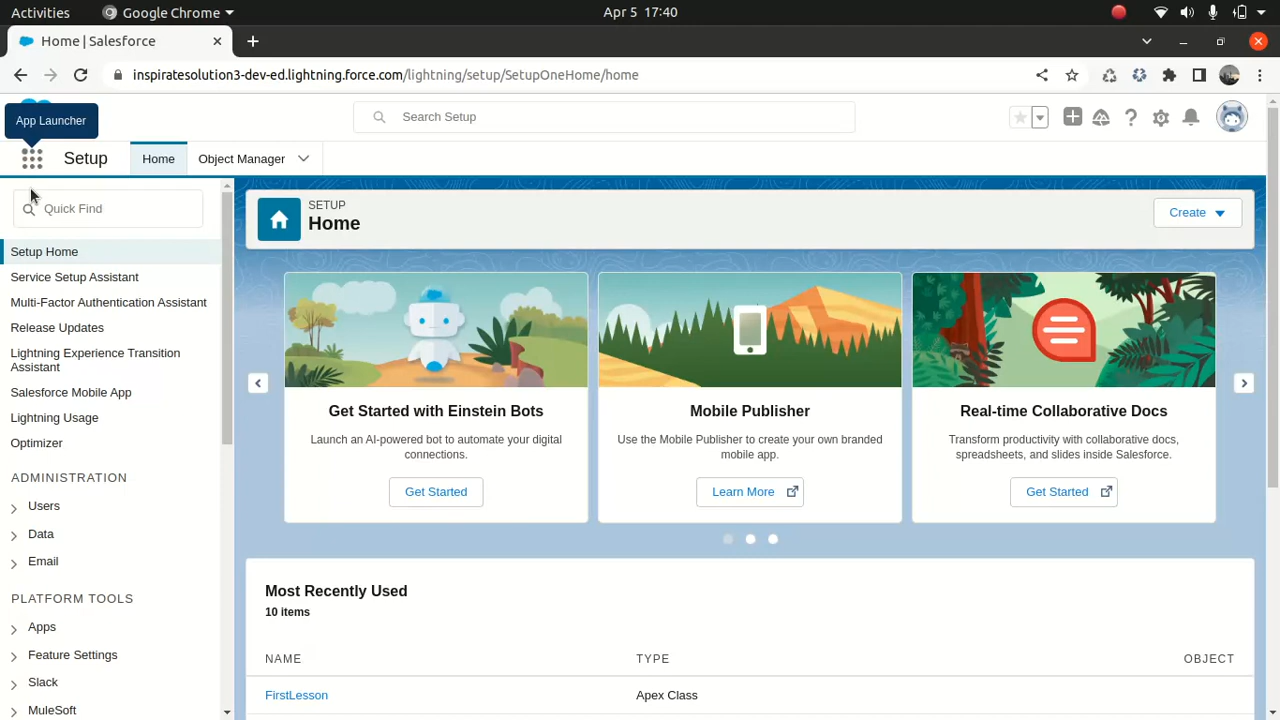 Activities
Google Chrome
Apr 5 17:40
Home | Salesforce
inspiratesolution3-dev-ed.lightning.force.com/lightning/setup/SetupOneHome/home
App Launcher
Search Setup
Setup
Home
Object Manager
Quick Find
Setup Home
Service Setup Assistant
Multi-Factor Authentication Assistant
Release Updates
Lightning Experience Transition
Assistant
Salesforce Mobile App
Lightning Usage
Optimizer
ADMINISTRATION
Users
Data
Email
PLATFORM TOOLS
Apps
Feature Settings
Slack
MuleSoft
SETUP
Home
Create
Get Started with Einstein Bots
Launch an AI-powered bot to automate your digital
connections.
Get Started
Mobile Publisher
Use the Mobile Publisher to create your own branded
mobile app.
Learn More
Real-time Collaborative Docs
Transform productivity with collaborative docs,
spreadsheets, and slides inside Salesforce.
Get Started
Most Recently Used
10 items
NAME TYPE OBJECT
FirstLesson Apex Class